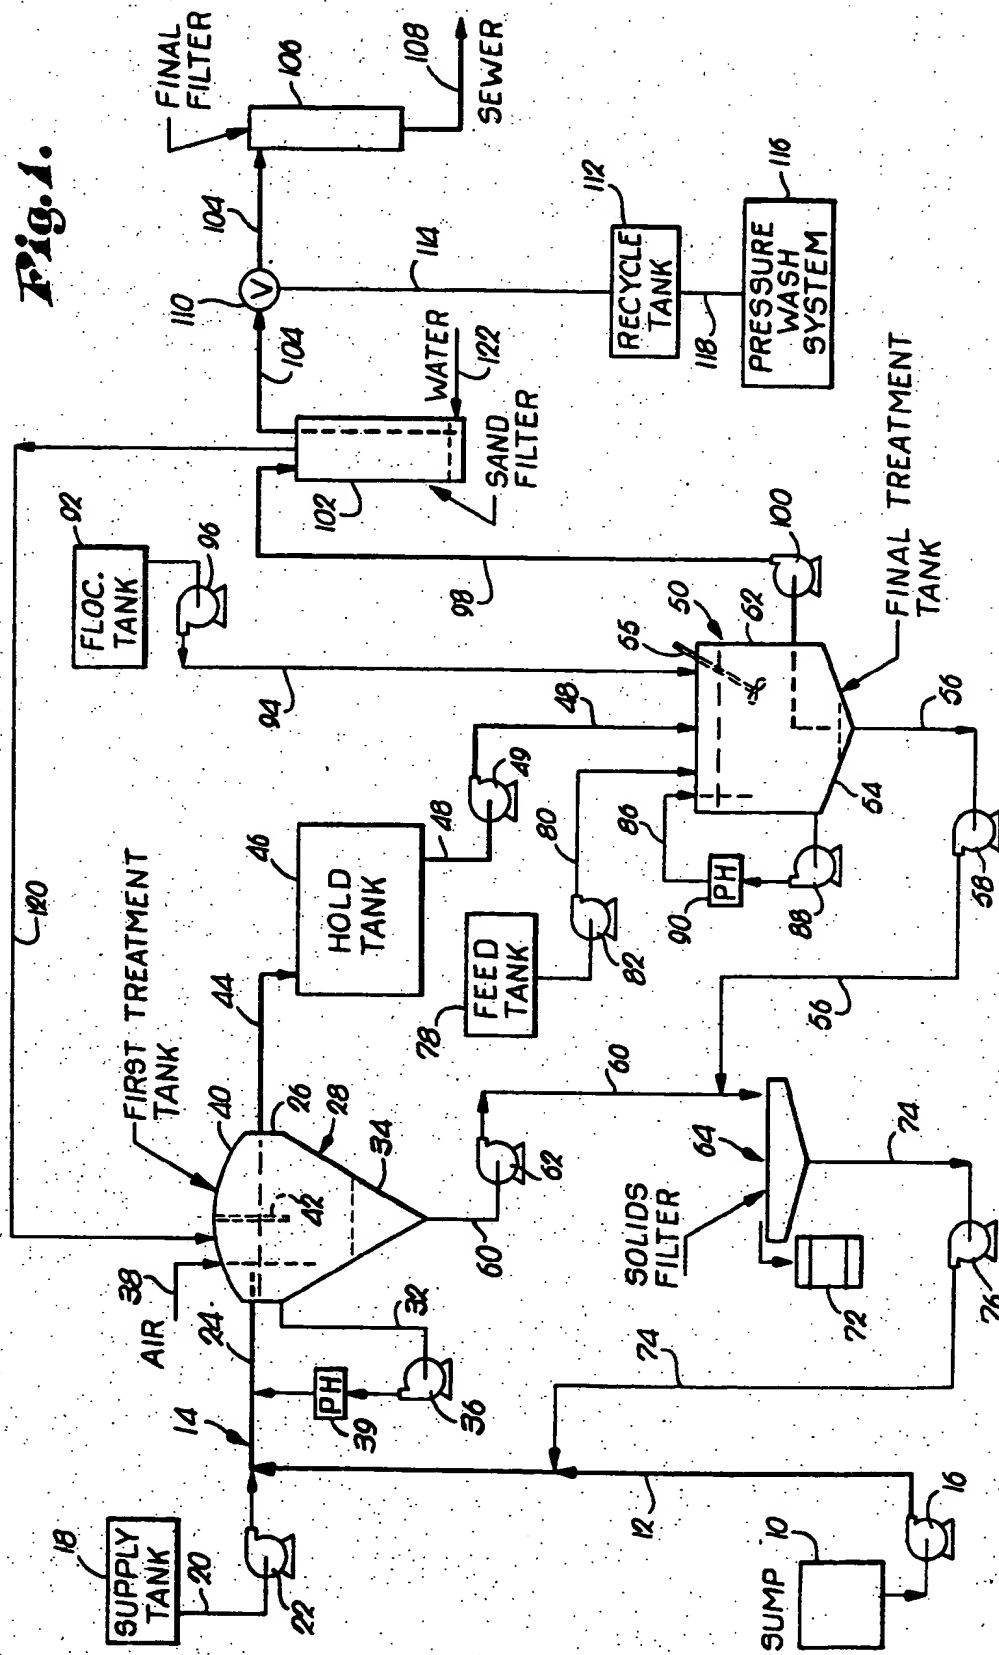 Fig.1.
120
FLOC.
TANK
92
FIRST TREATMENT
TANK
SUPPLY
TANK
18
20
AIR
38
40
96
FINAL
FILTER
14
24
44
94
110
104
104
106
22
42
26
28
HOLD
TANK
46
102
SAND
FILTER
WATER
122
108
SEWER
PH
39
32
34
36
60
62
48
49
98
114
FEED
TANK
78
80
82
48
60
RECYCLE
TANK
112
118
12
74
SOLIDS
FILTER
64
86
PH
90
88
55
50
52
100
PRESSURE
WASH
SYSTEM
116
SUMP
10
16
72
74
76
56
54
56
58
FINAL TREATMENT
TANK